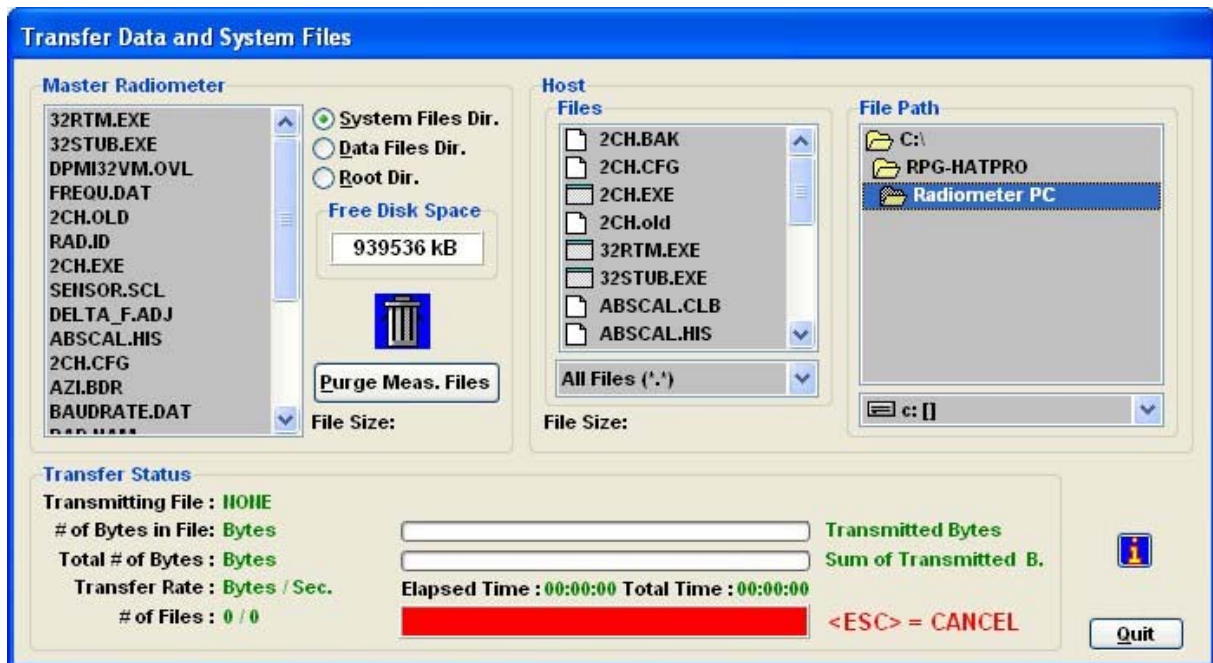 Transfer Data and System Files
Master Radiometer
32RTM.EXE
32STUB.EXE
DPMI32VM.OVL
FREQU.DAT
2CH.OLD
RAD.ID
2CH.EXE
SENSOR.SCL
DELTA_F.ADJ
ABSCAL.HIS
2CH.CFG
AZI.BDR
BAUDRATE.DAT
System Files Dir.
Data Files Dir.
Root Dir.
Free Disk Space
939536 kB
Purge Meas. Files
File Size:
Host
Files
2CH.BAK
2CH.CFG
2CH.EXE
2CH.old
32RTM.EXE
32STUB.EXE
ABSCAL.CLB
ABSCAL.HIS
All Files (*.*)
File Size:
File Path
C:\
RPG-HATPRO
Radiometer PC
c: []
Transfer Status
Transmitting File : NONE
# of Bytes in File: Bytes
Transmitted Bytes
Total # of Bytes : Bytes
Sum of Transmitted B.
Transfer Rate : Bytes / Sec.
Elapsed Time : 00:00:00 Total Time : 00:00:00
# of Files : 0 / 0
<ESC> = CANCEL
i
Quit